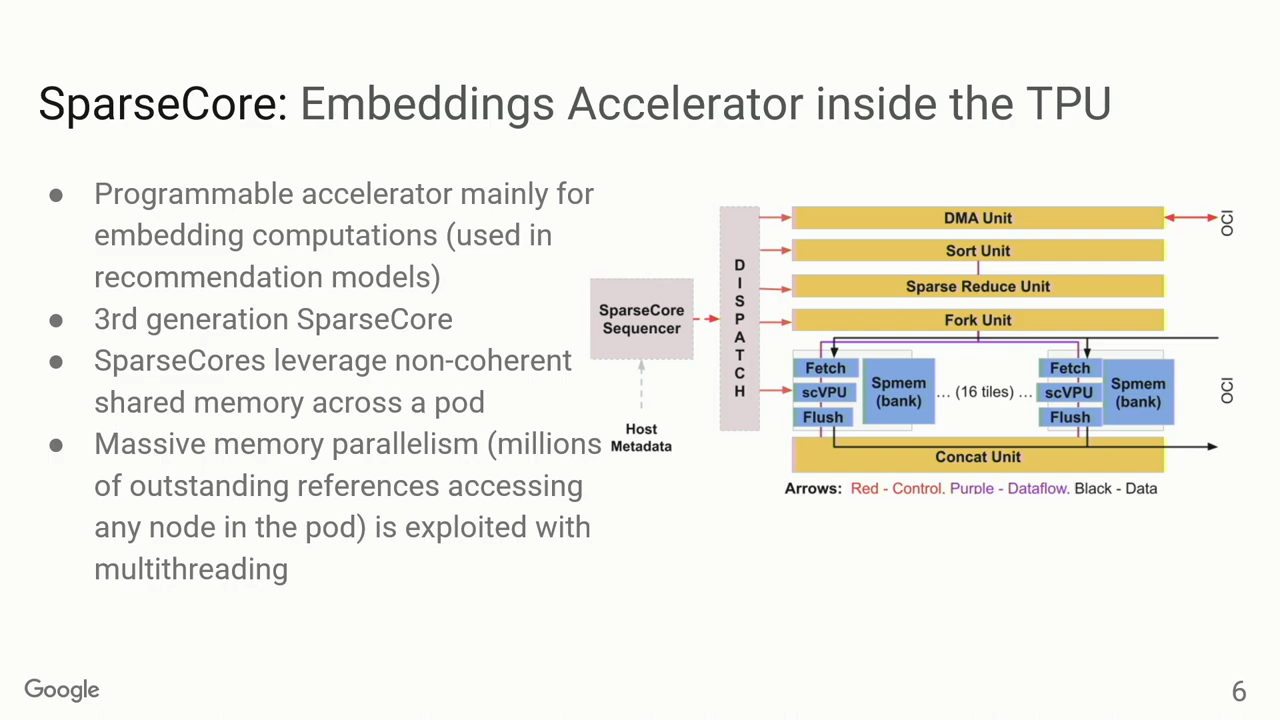 SparseCore: Embeddings Accelerator inside the TPU
● Programmable accelerator mainly for
embedding computations (used in
recommendation models)
● 3rd generation SparseCore
● SparseCores leverage non-coherent
shared memory across a pod
● Massive memory parallelism (millions
of outstanding references accessing
any node in the pod) is exploited with
multithreading
SparseCore
Sequencer
Host
Metadata
D
I
S
P
A
T
C
H
DMA Unit
OCI
Sort Unit
Sparse Reduce Unit
Fork Unit
Fetch
scVPU
Flush
Spmem
(bank)
... (16 tiles) ...
Fetch
scVPU
Flush
Spmem
(bank)
OCI
Concat Unit
Arrows: Red - Control, Purple - Dataflow, Black - Data
Google
6